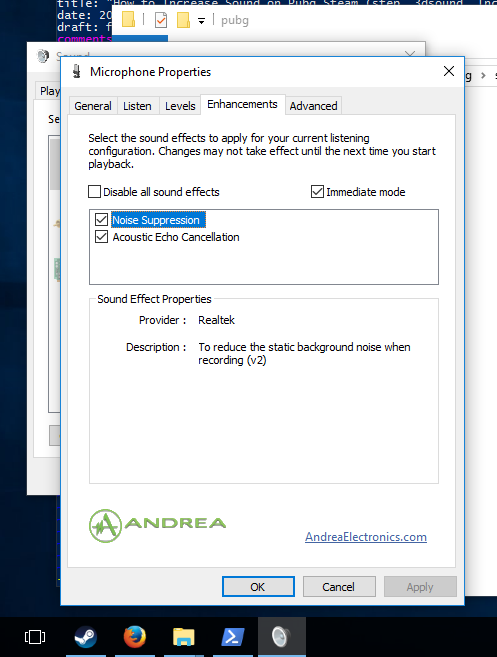 title: "How to Increase Sound on Pubg Steam (step, 3dsound, inc
date: 20
draft: f
comments
pubg
Sound
g > s
Play
Se
Microphone Properties
General Listen Levels Enhancements Advanced
Select the sound effects to apply for your current listening
configuration. Changes may not take effect until the next time you start
playback.
Disable all sound effects Immediate mode
Noise Suppression
Acoustic Echo Cancellation
Sound Effect Properties
Provider : Realtek
Description : To reduce the static background noise when
recording (v2)
ANDREA
AndreaElectronics.com
OK Cancel Apply